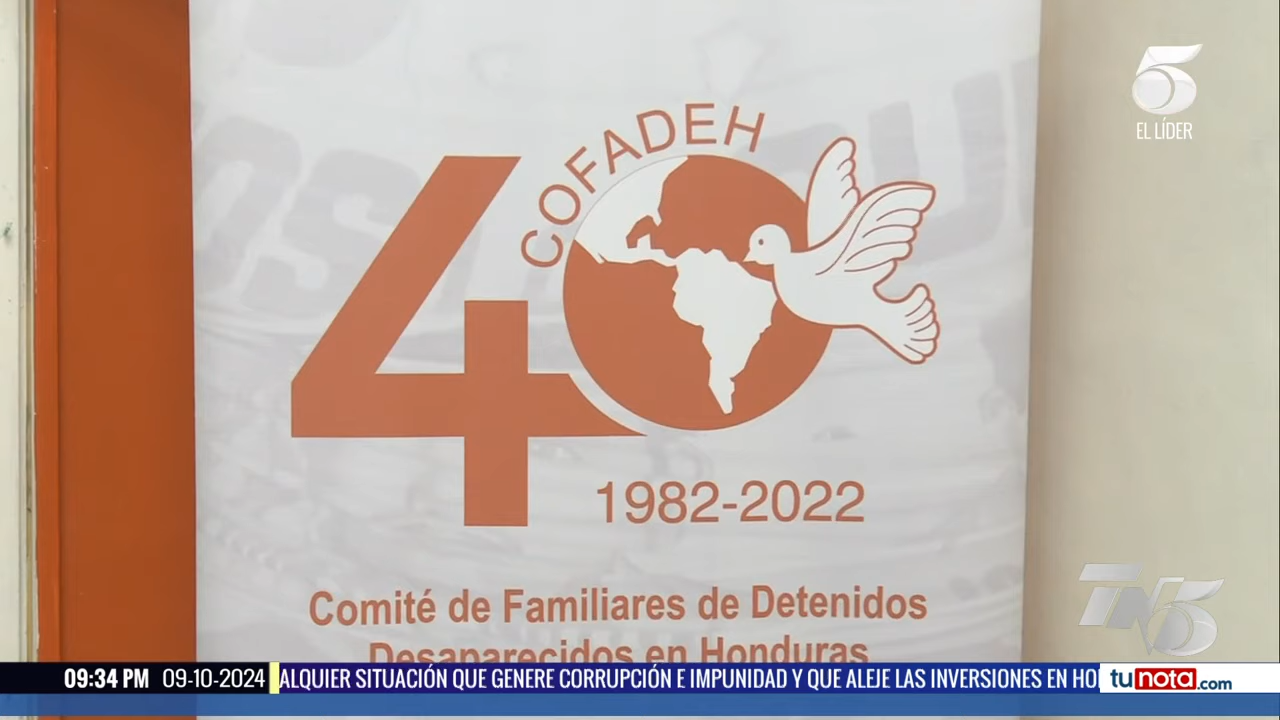 5
EL LÍDER
COFADEH
40
1982-2022
Comité de Familiares de Detenidos
Desaparecidos en Honduras
TN5
09:34 PM 09-10-2024 ALQUIER SITUACIÓN QUE GENERE CORRUPCIÓN E IMPUNIDAD Y QUE ALEJE LAS INVERSIONES EN HO
tunota.com